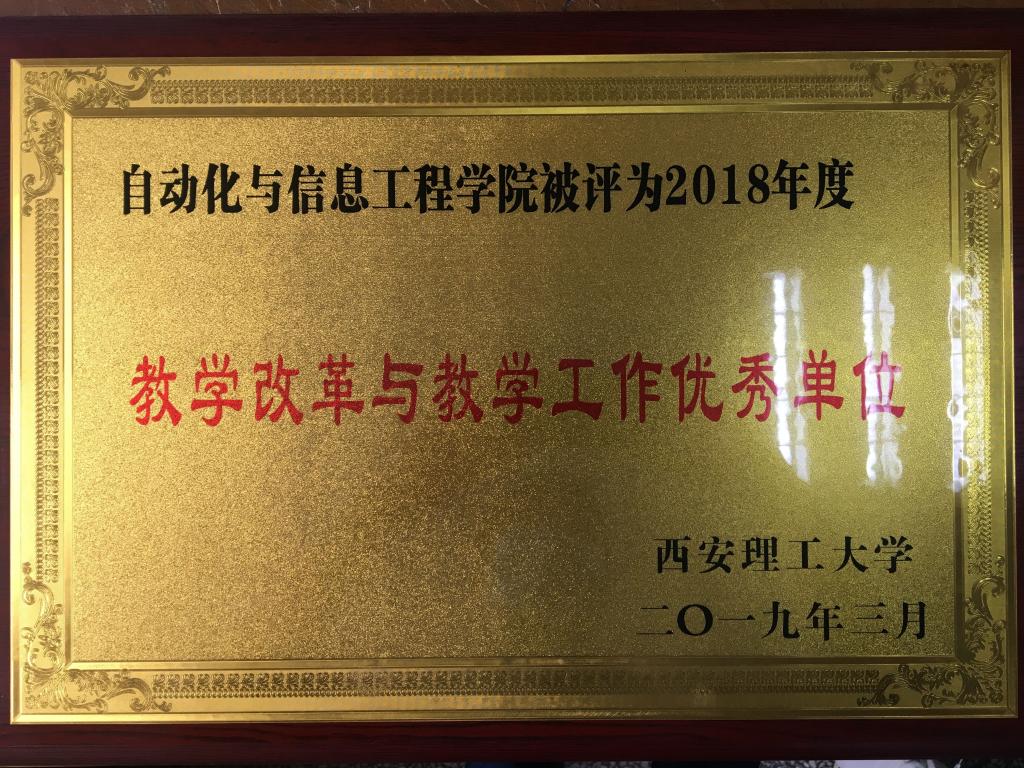 自动化与信息工程学院被评为2018年度
教学改革与教学工作优秀单位
西安理工大学
二〇一九年三月